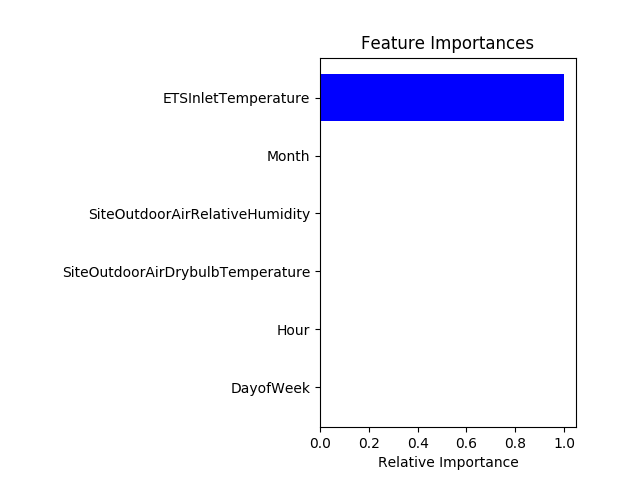 Feature Importances
ETSInletTemperature
Month
SiteOutdoorAirRelativeHumidity
SiteOutdoorAirDrybulbTemperature
Hour
DayofWeek
0.0 0.2 0.4 0.6 0.8 1.0
Relative Importance